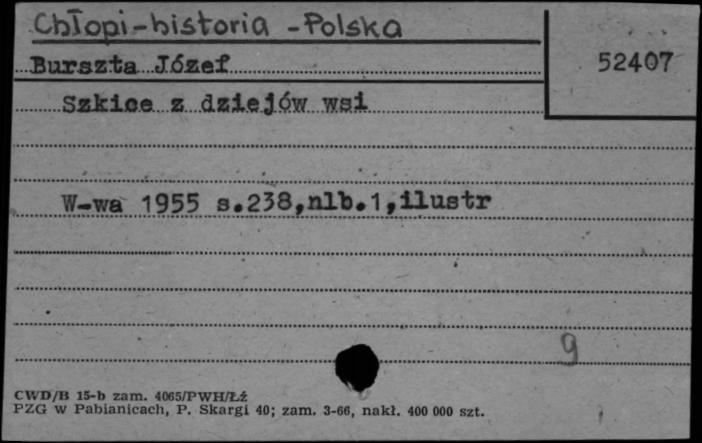 Chłopi-historia -Polska
Burszta Józef
52407
Szkice z dziejów wsi
W-wa 1955 s.238,nlb.1,ilustr
9
CWD/B 15-b zam. 4065/PWH/Łź
PZG w Pabianicach, P. Skargi 40; zam. 3-66, nakł. 400 000 szt.